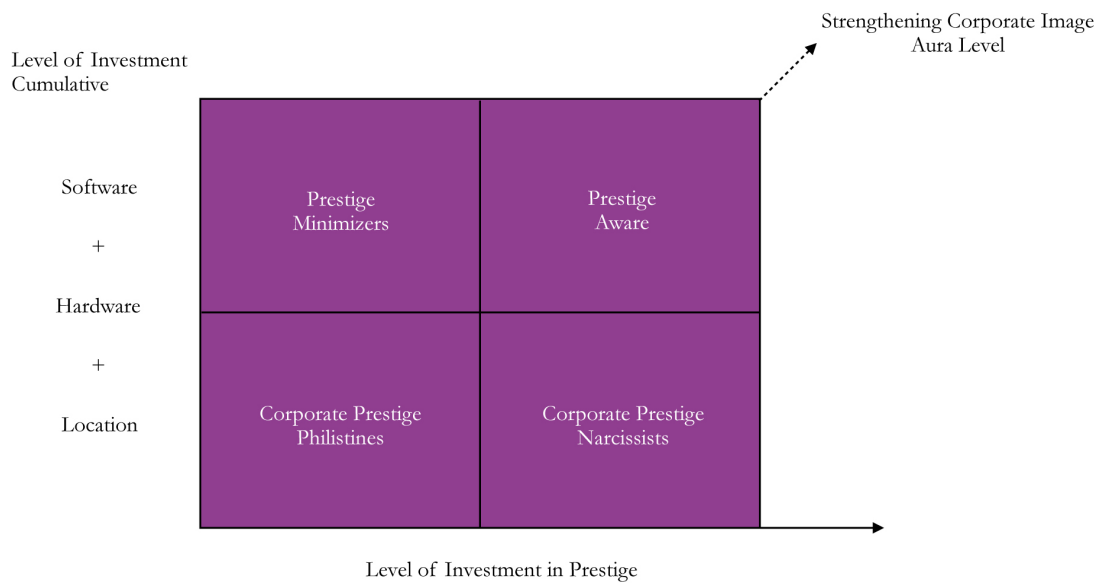 Strengthening Corporate Image
Aura Level
Level of Investment
Cumulative
Software
+
Hardware
+
Location
Prestige
Minimizers
Prestige
Aware
Corporate Prestige
Philistines
Corporate Prestige
Narcissists
Level of Investment in Prestige